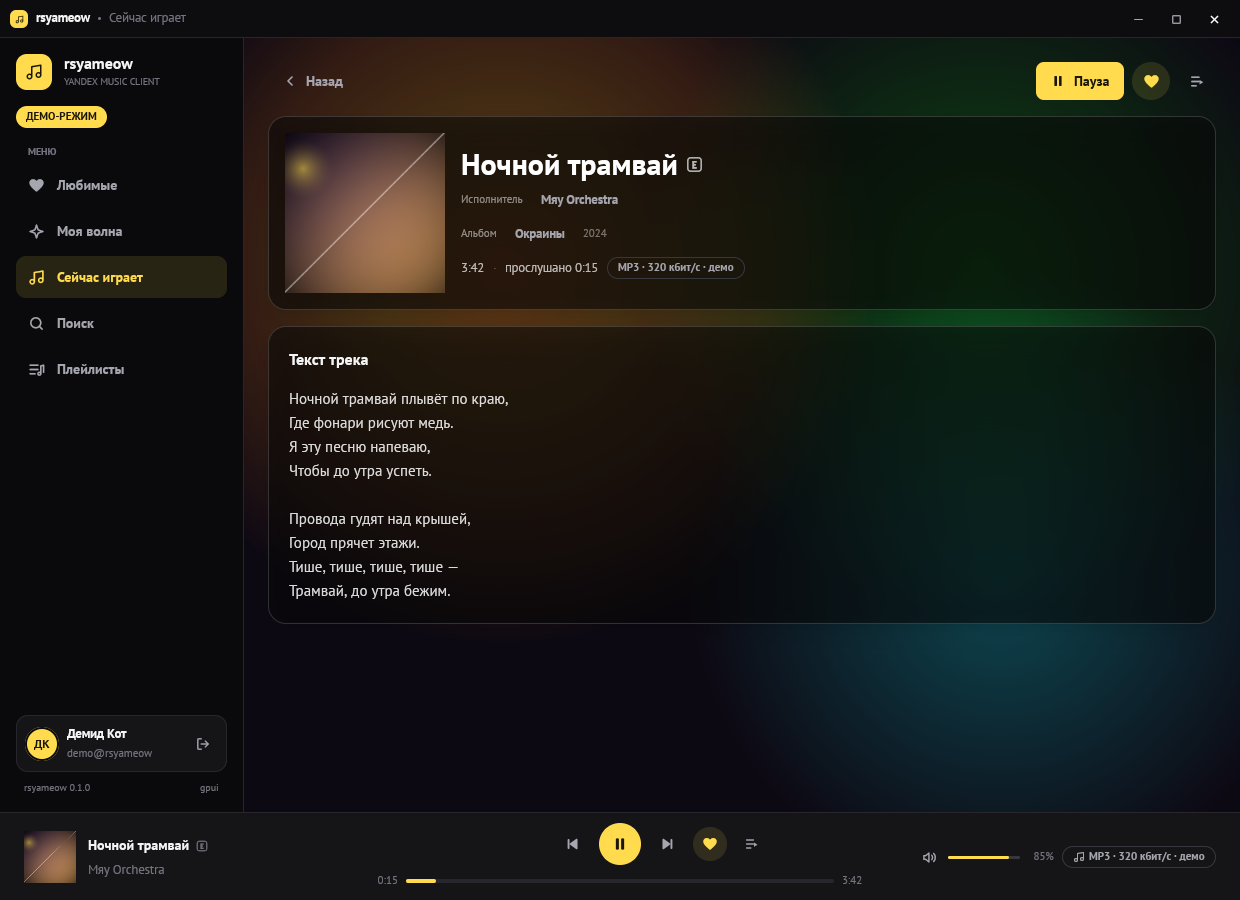 rsyameow • Сейчас играет
rsyameow
YANDEX MUSIC CLIENT
ДЕМО-РЕЖИМ
МЕНЮ
Любимые
Моя волна
Сейчас играет
Поиск
Плейлисты
ДК
Демид Кот
demo@rsyameow
rsyameow 0.1.0
gpui
Назад
Пауза
Ночной трамвай E
Исполнитель Мяу Orchestra
Альбом Окраины 2024
3:42 · прослушано 0:15 MP3 · 320 кбит/с · демо
Текст трека
Ночной трамвай плывёт по краю,
Где фонари рисуют медь.
Я эту песню напеваю,
Чтобы до утра успеть.
Провода гудят над крышей,
Город прячет этажи.
Тише, тише, тише, тише —
Трамвай, до утра бежим.
Ночной трамвай E
Мяу Orchestra
0:15
3:42
85%
MP3 · 320 кбит/с · демо